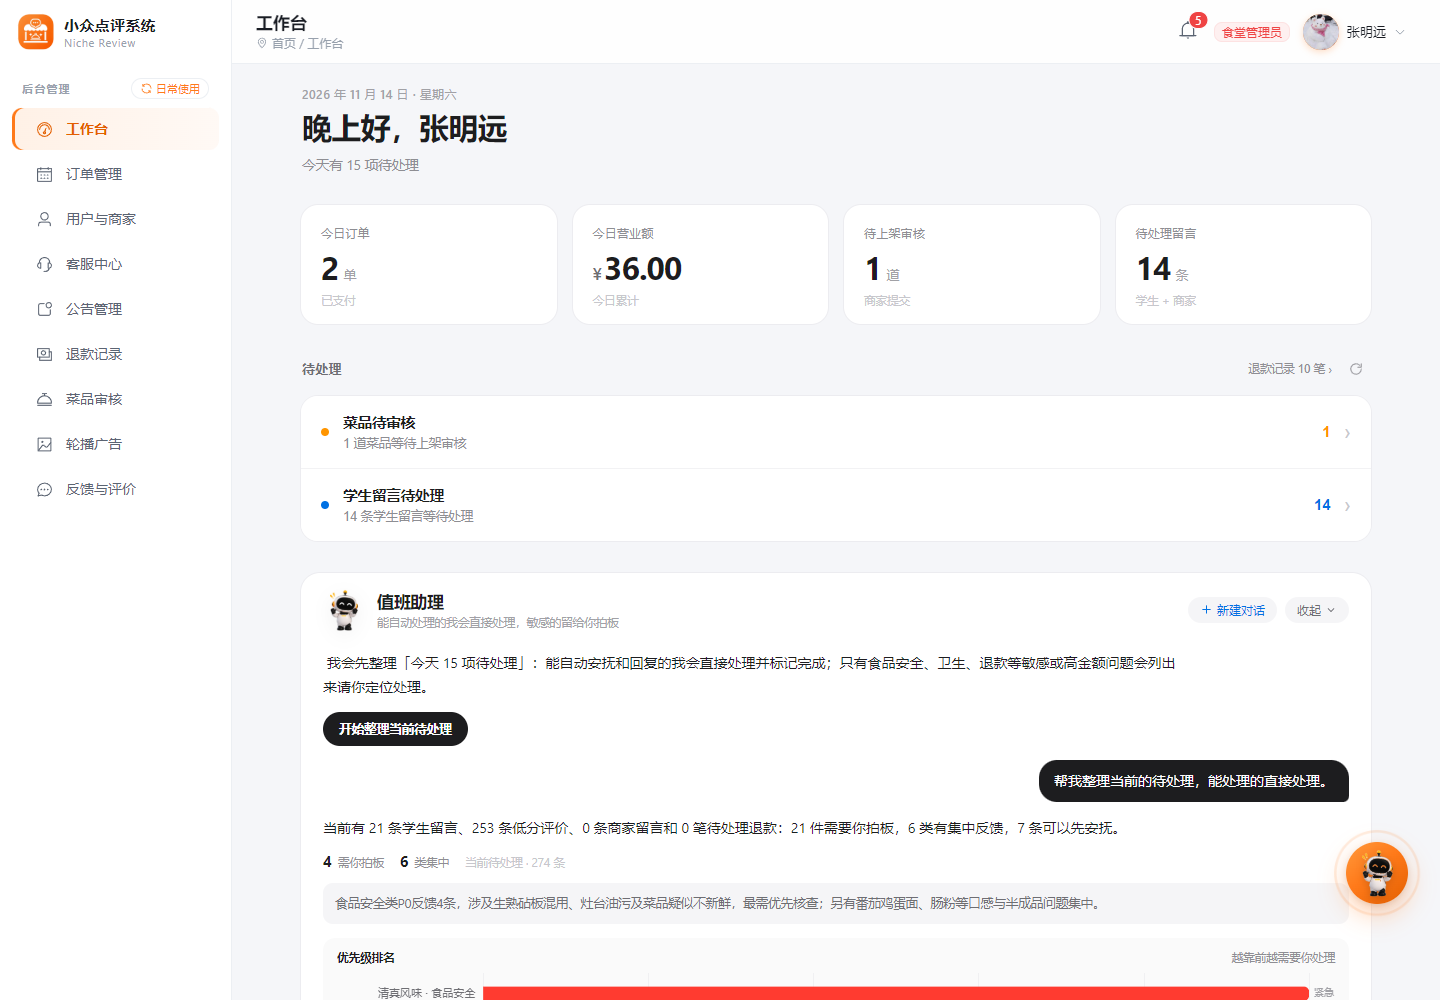 小众点评系统
Niche Review
后台管理
日常使用
工作台
订单管理
用户与商家
客服中心
公告管理
退款记录
菜品审核
轮播广告
反馈与评价
工作台
首页 / 工作台
5
食堂管理员
张明远
2026 年 11 月 14 日 · 星期六
晚上好，张明远
今天有 15 项待处理
今日订单
2 单
已支付
今日营业额
¥36.00
今日累计
待上架审核
1 道
商家提交
待处理留言
14 条
学生 + 商家
待处理
退款记录 10 笔 ›
菜品待审核
1 道菜品等待上架审核
1
学生留言待处理
14 条学生留言等待处理
14
值班助理
能自动处理的我会直接处理，敏感的留给你拍板
+ 新建对话
收起
我会先整理「今天 15 项待处理」：能自动安抚和回复的我会直接处理并标记完成；只有食品安全、卫生、退款等敏感或高金额问题会列出
来请你定位处理。
开始整理当前待处理
帮我整理当前的待处理，能处理的直接处理。
当前有 21 条学生留言、253 条低分评价、0 条商家留言和 0 笔待处理退款：21 件需要你拍板，6 类有集中反馈，7 条可以先安抚。
4 需你拍板 6 类集中 当前待处理 · 274 条
食品安全类P0反馈4条，涉及生熟砧板混用、灶台油污及菜品疑似不新鲜，最需优先核查；另有番茄鸡蛋面、肠粉等口感与半成品问题集中。
优先级排名
越靠前越需要你处理
清真风味 · 食品安全
紧急